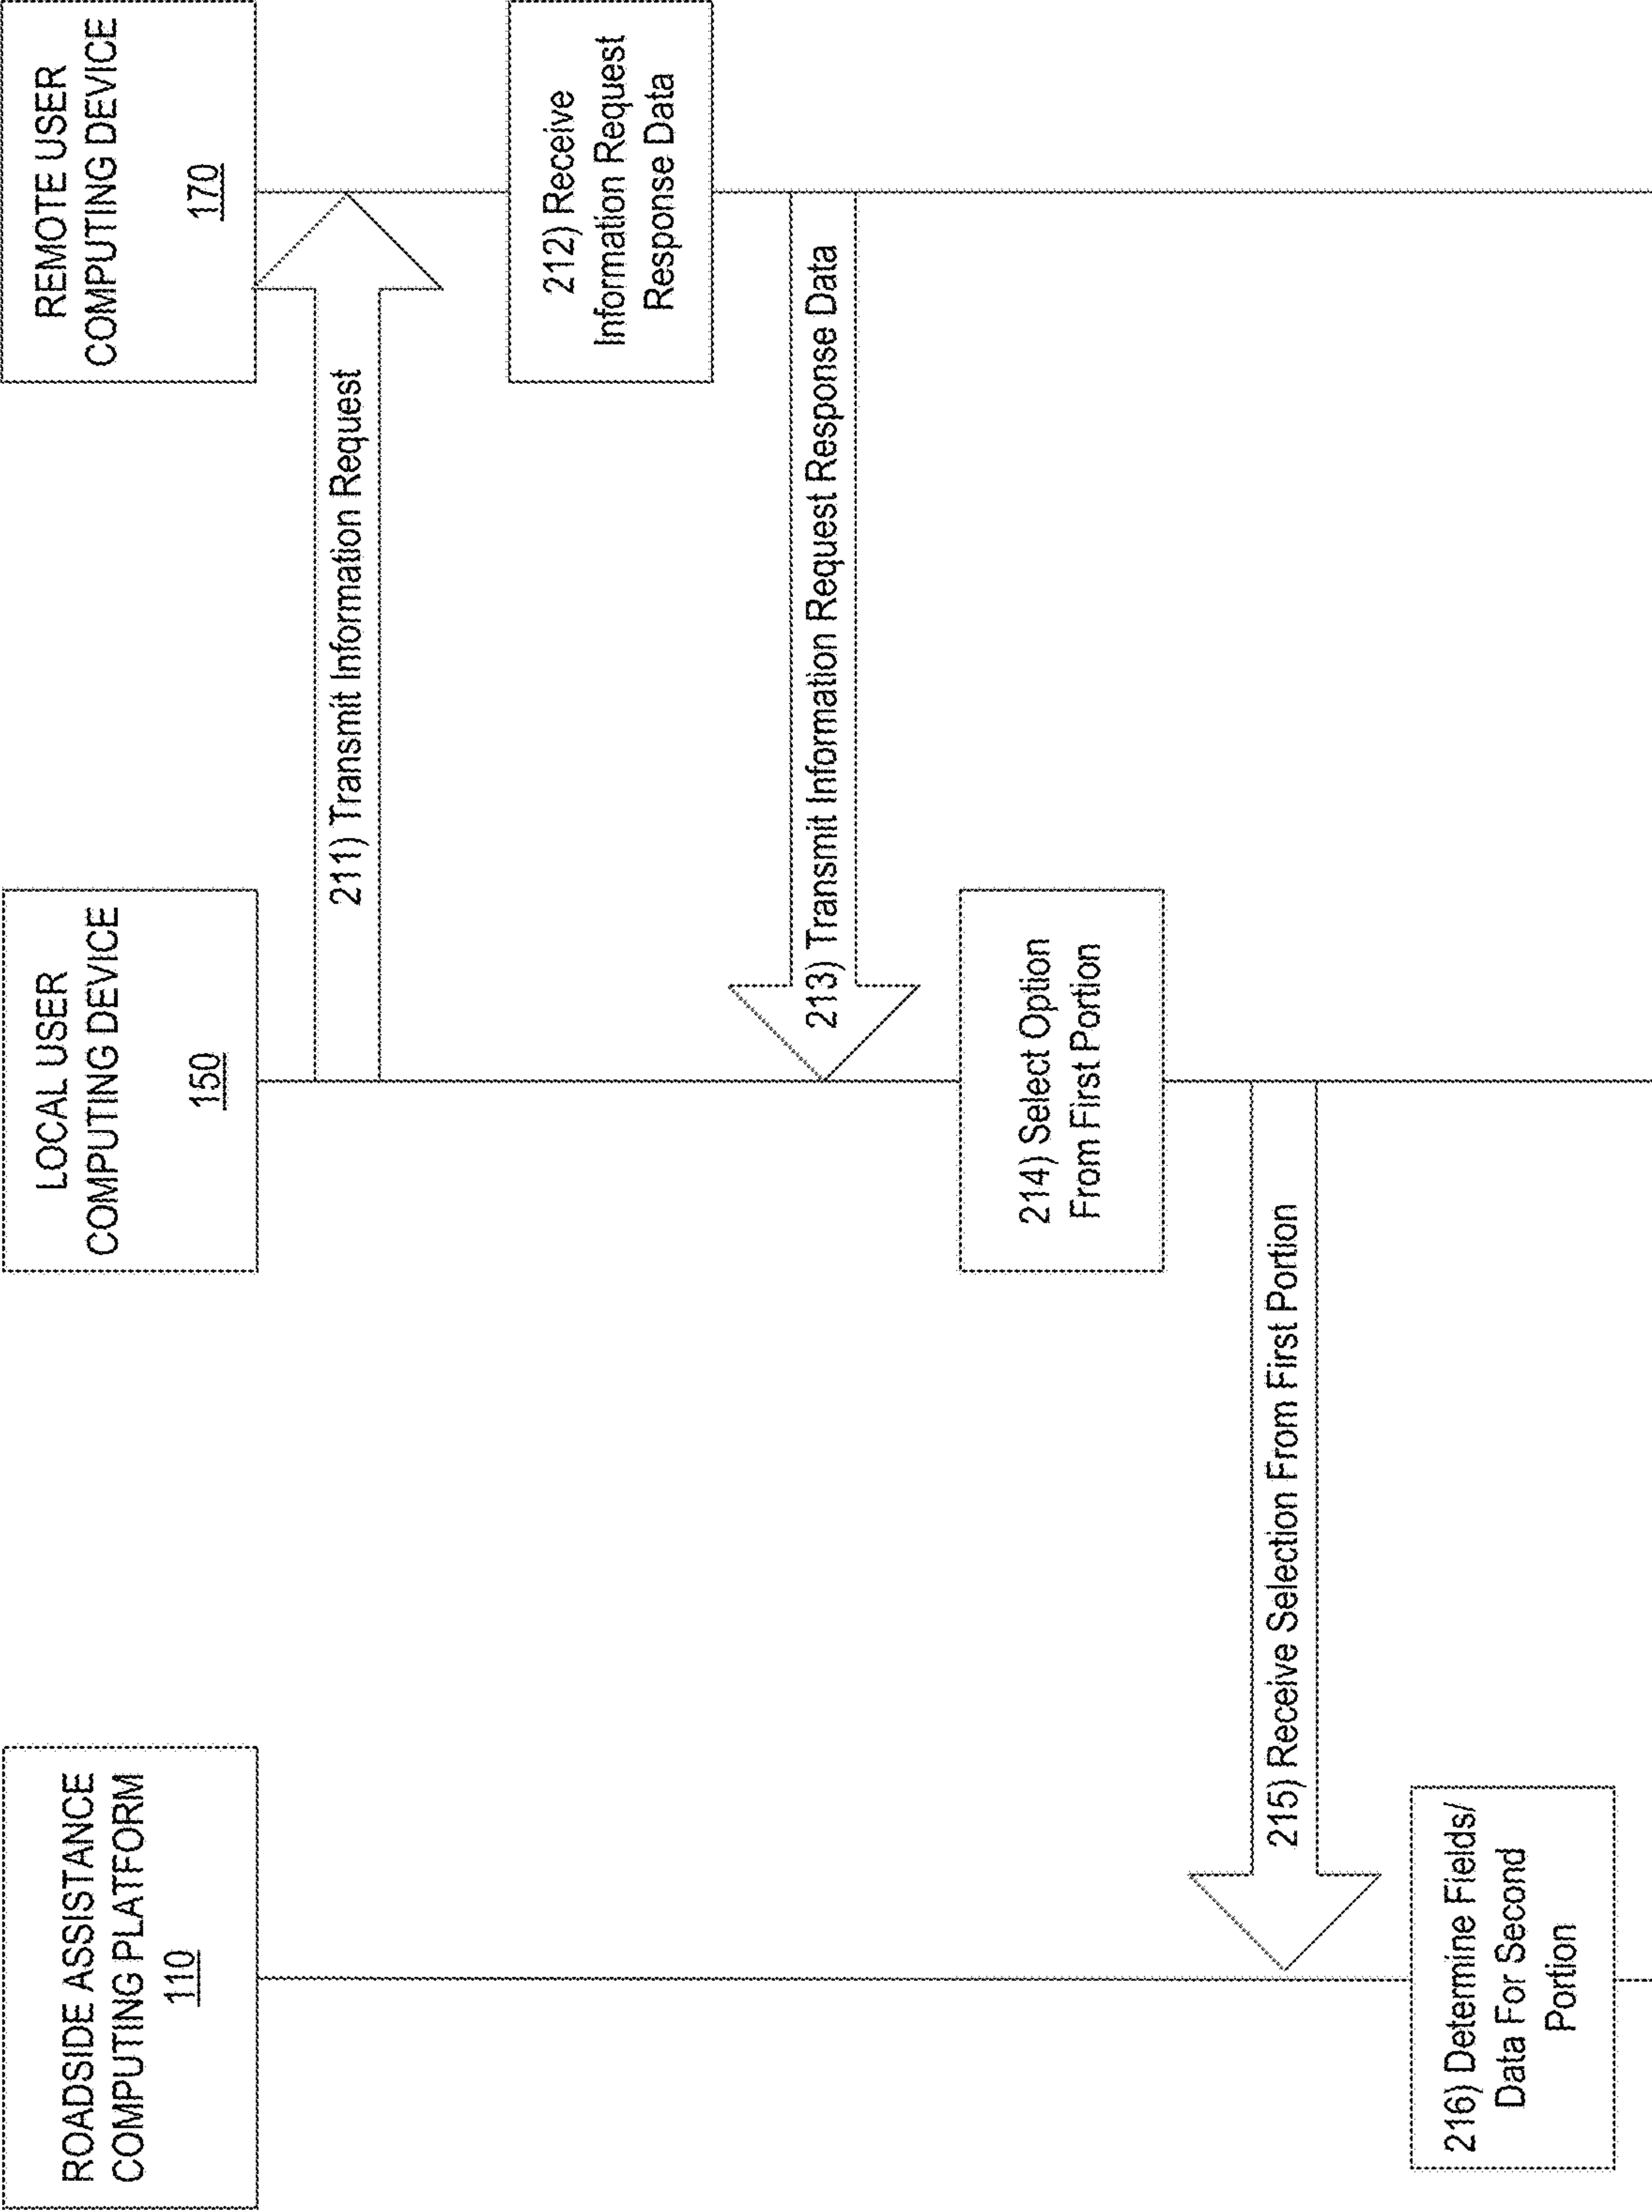 ROADSIDE ASSISTANCE
COMPUTING PLATFORM
110
LOCAL USER
COMPUTING DEVICE
150
REMOTE USER
COMPUTING DEVICE
170
211) Transmit Information Request
212) Receive
Information Request
Response Data
213) Transmit Information Request Response Data
214) Select Option
From First Portion
215) Receive Selection From First Portion
216) Determine Fields/
Data For Second
Portion